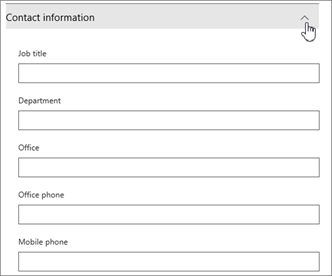 Contact information
Job title
Department
Office
Office phone
Mobile phone